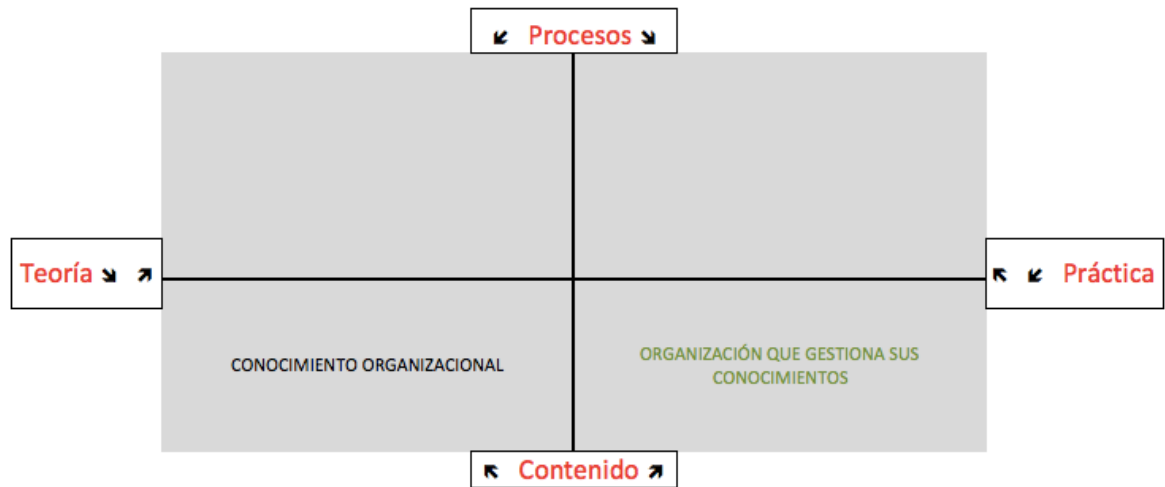 Procesos
Teoría
Práctica
CONOCIMIENTO ORGANIZACIONAL
ORGANIZACIÓN QUE GESTIONA SUS
CONOCIMIENTOS
Contenido